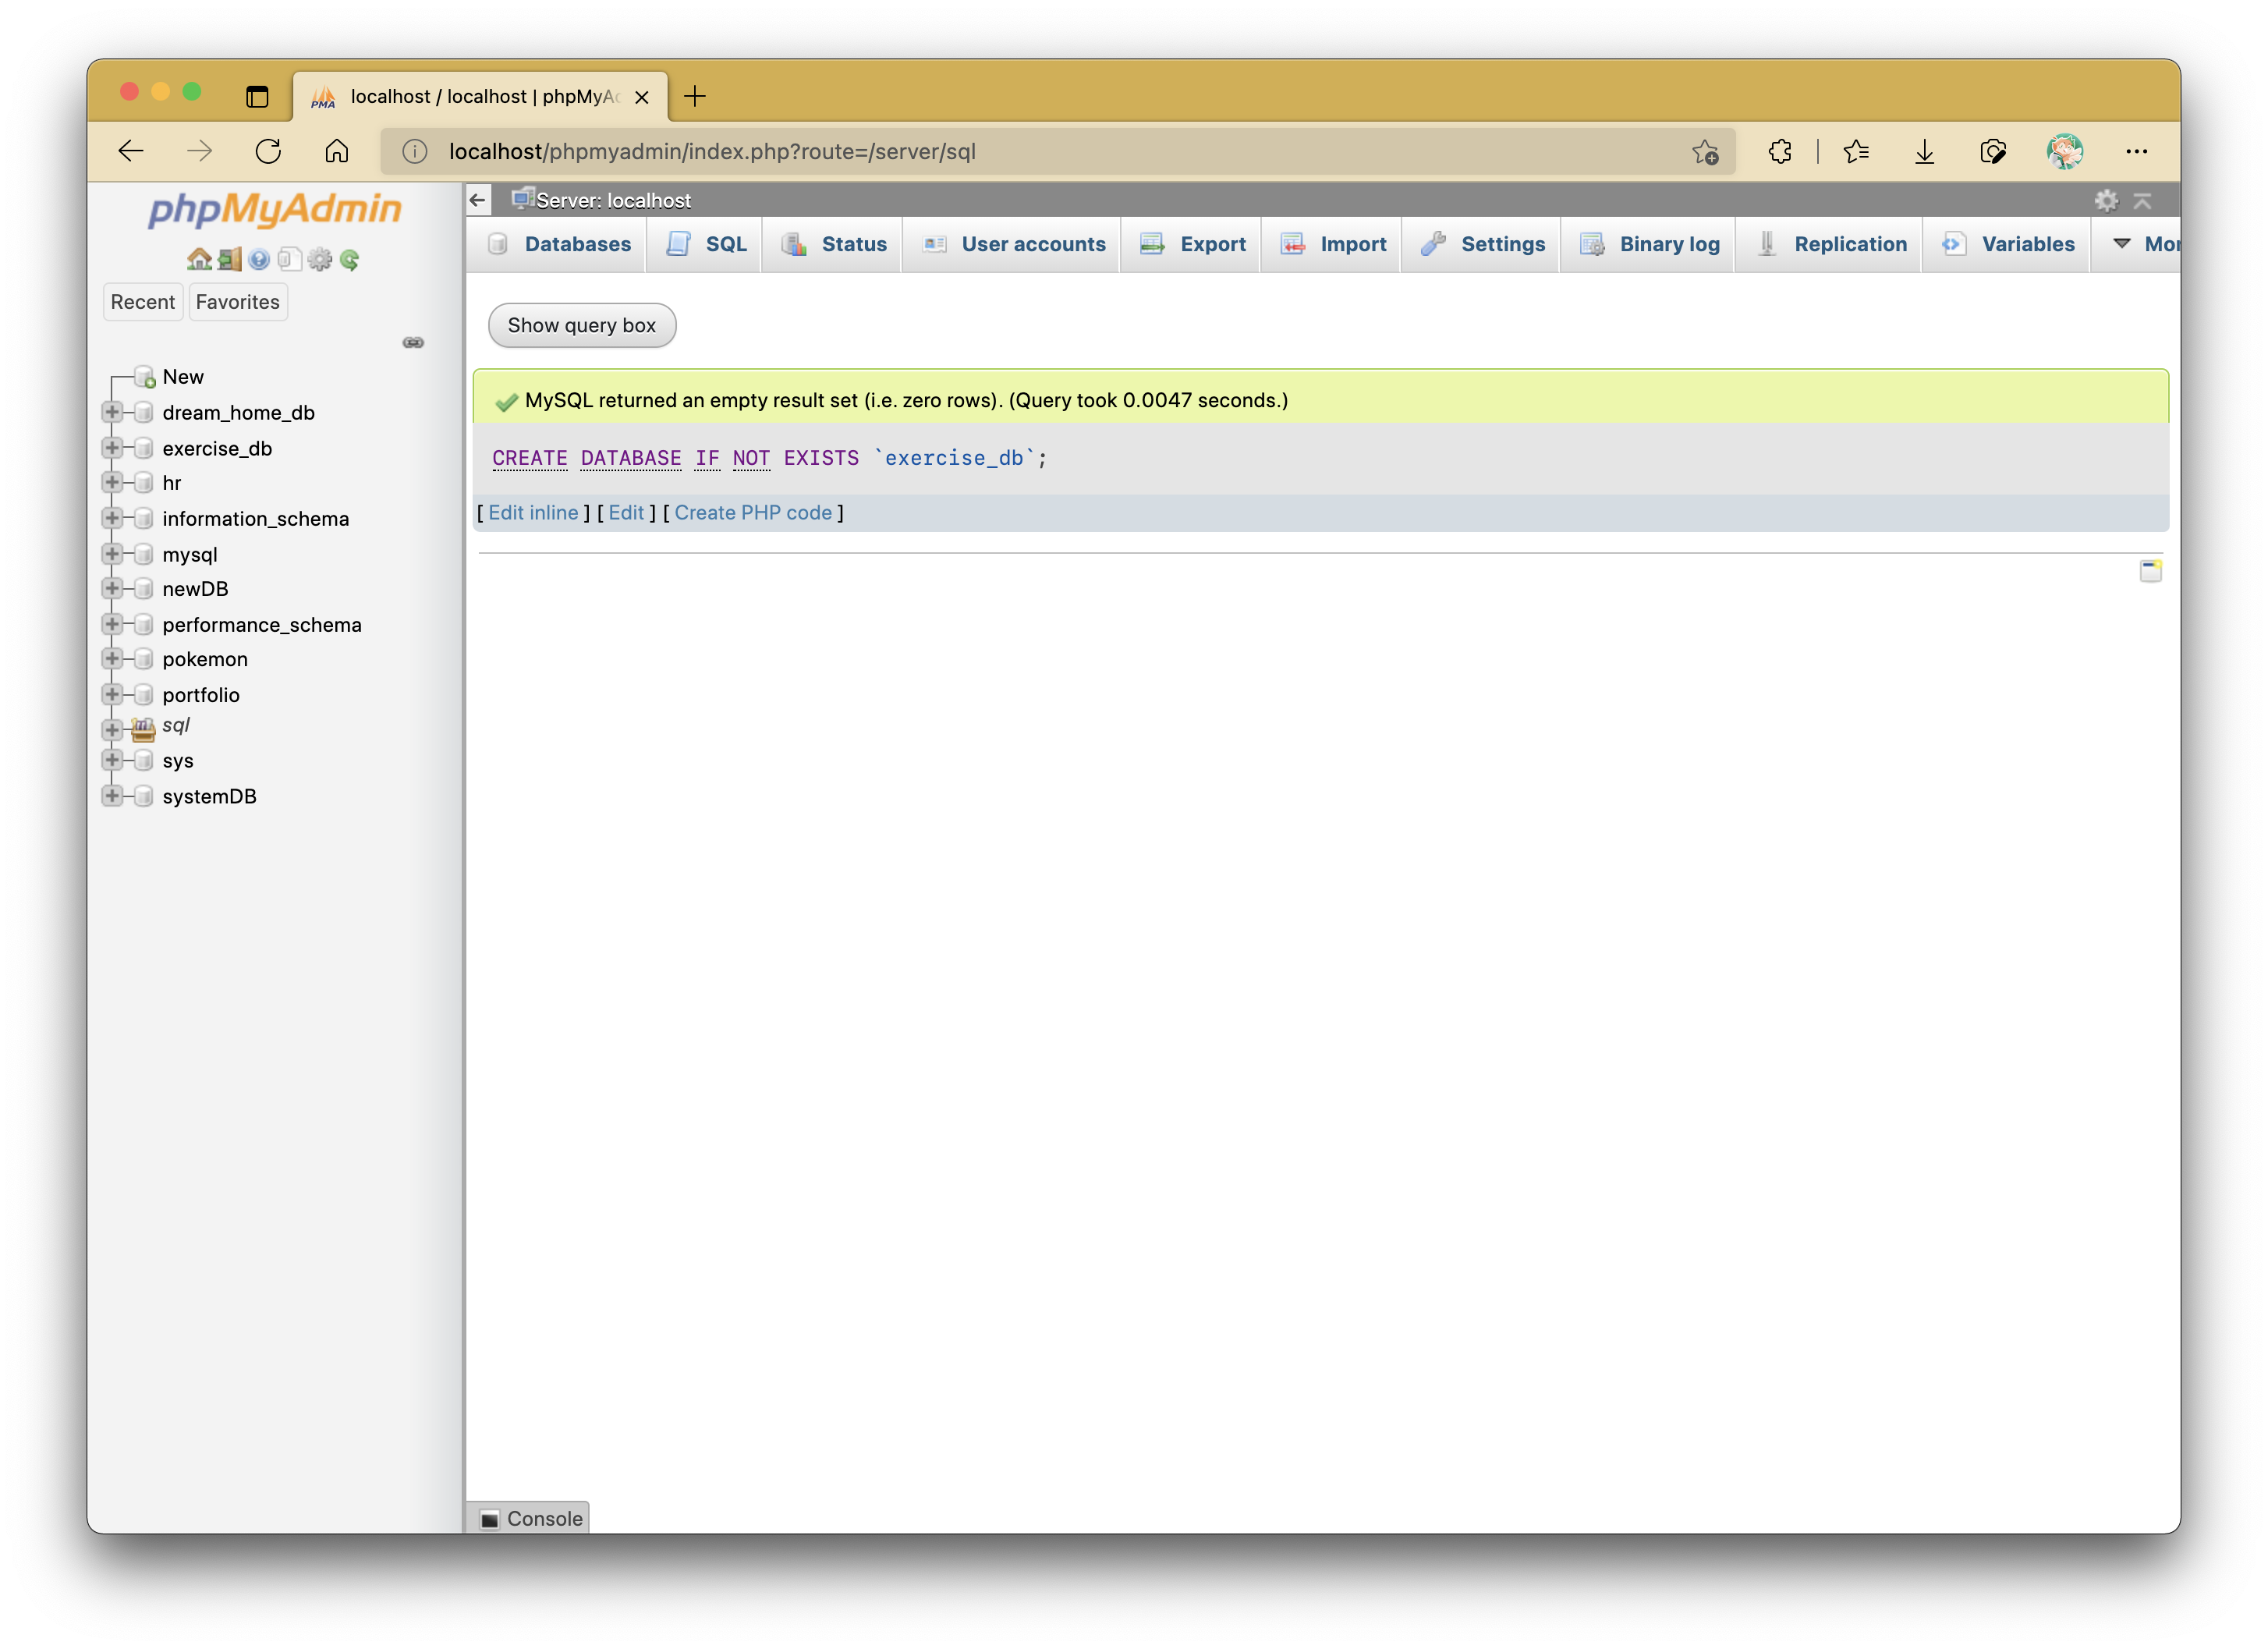 localhost / localhost | phpMyAd
localhost/phpmyadmin/index.php?route=/server/sql
phpMyAdmin
Recent Favorites
New
dream_home_db
exercise_db
hr
information_schema
mysql
newDB
performance_schema
pokemon
portfolio
sql
sys
systemDB
Server: localhost
Databases SQL Status User accounts Export Import Settings Binary log Replication Variables Mor
Show query box
MySQL returned an empty result set (i.e. zero rows). (Query took 0.0047 seconds.)
CREATE DATABASE IF NOT EXISTS `exercise_db`;
[ Edit inline ] [ Edit ] [ Create PHP code ]
Console